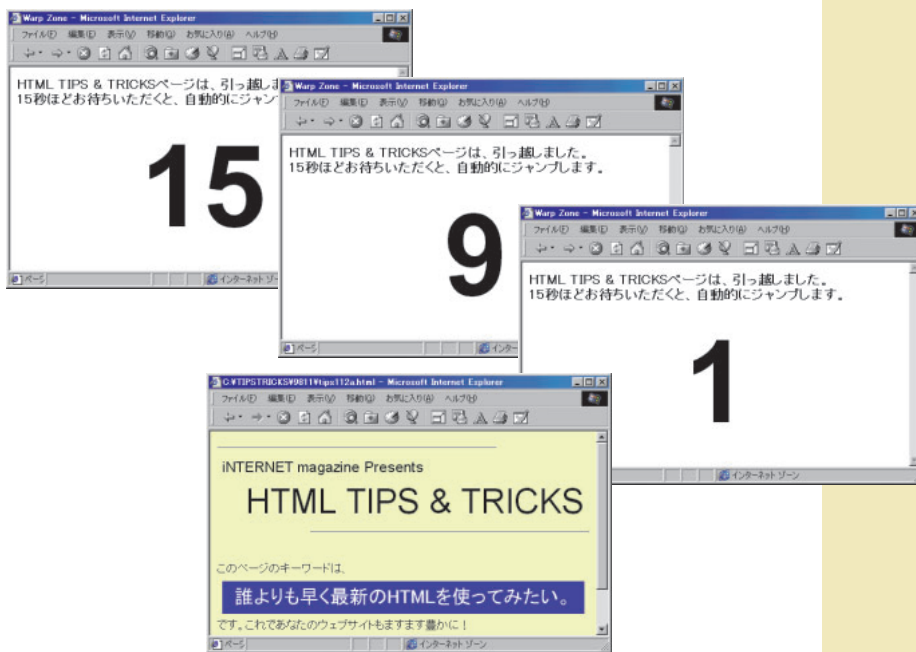 Warp Zone - Microsoft Internet Explorer
ファイル(F) 編集(E) 表示(V) 移動(G) お気に入り(A) ヘルプ(H)
HTML TIPS & TRICKSページは、引っ越しま
15秒ほどお待ちいただくと、自動的にジャンプ
15
ページ
インターネット ゾーン
Warp Zone - Microsoft Internet Explorer
ファイル(F) 編集(E) 表示(V) 移動(G) お気に入り(A) ヘルプ(H)
HTML TIPS & TRICKSページは、引っ越しました。
15秒ほどお待ちいただくと、自動的にジャンプします。
9
ページ
インター
Warp Zone - Microsoft Internet Explorer
ファイル(F) 編集(E) 表示(V) 移動(G) お気に入り(A) ヘルプ(H)
HTML TIPS & TRICKSページは、引っ越しました。
15秒ほどお待ちいただくと、自動的にジャンプします。
1
インターネット ゾーン
C:¥TIPSTRICKS¥9811¥tips112a.html - Microsoft Internet Explorer
ファイル(F) 編集(E) 表示(V) 移動(G) お気に入り(A) ヘルプ(H)
iNTERNET magazine Presents
HTML TIPS & TRICKS
このページのキーワードは、
誰よりも早く最新のHTMLを使ってみたい。
です。これであなたのウェブサイトもますます豊かに！
ページ
インターネット ゾーン